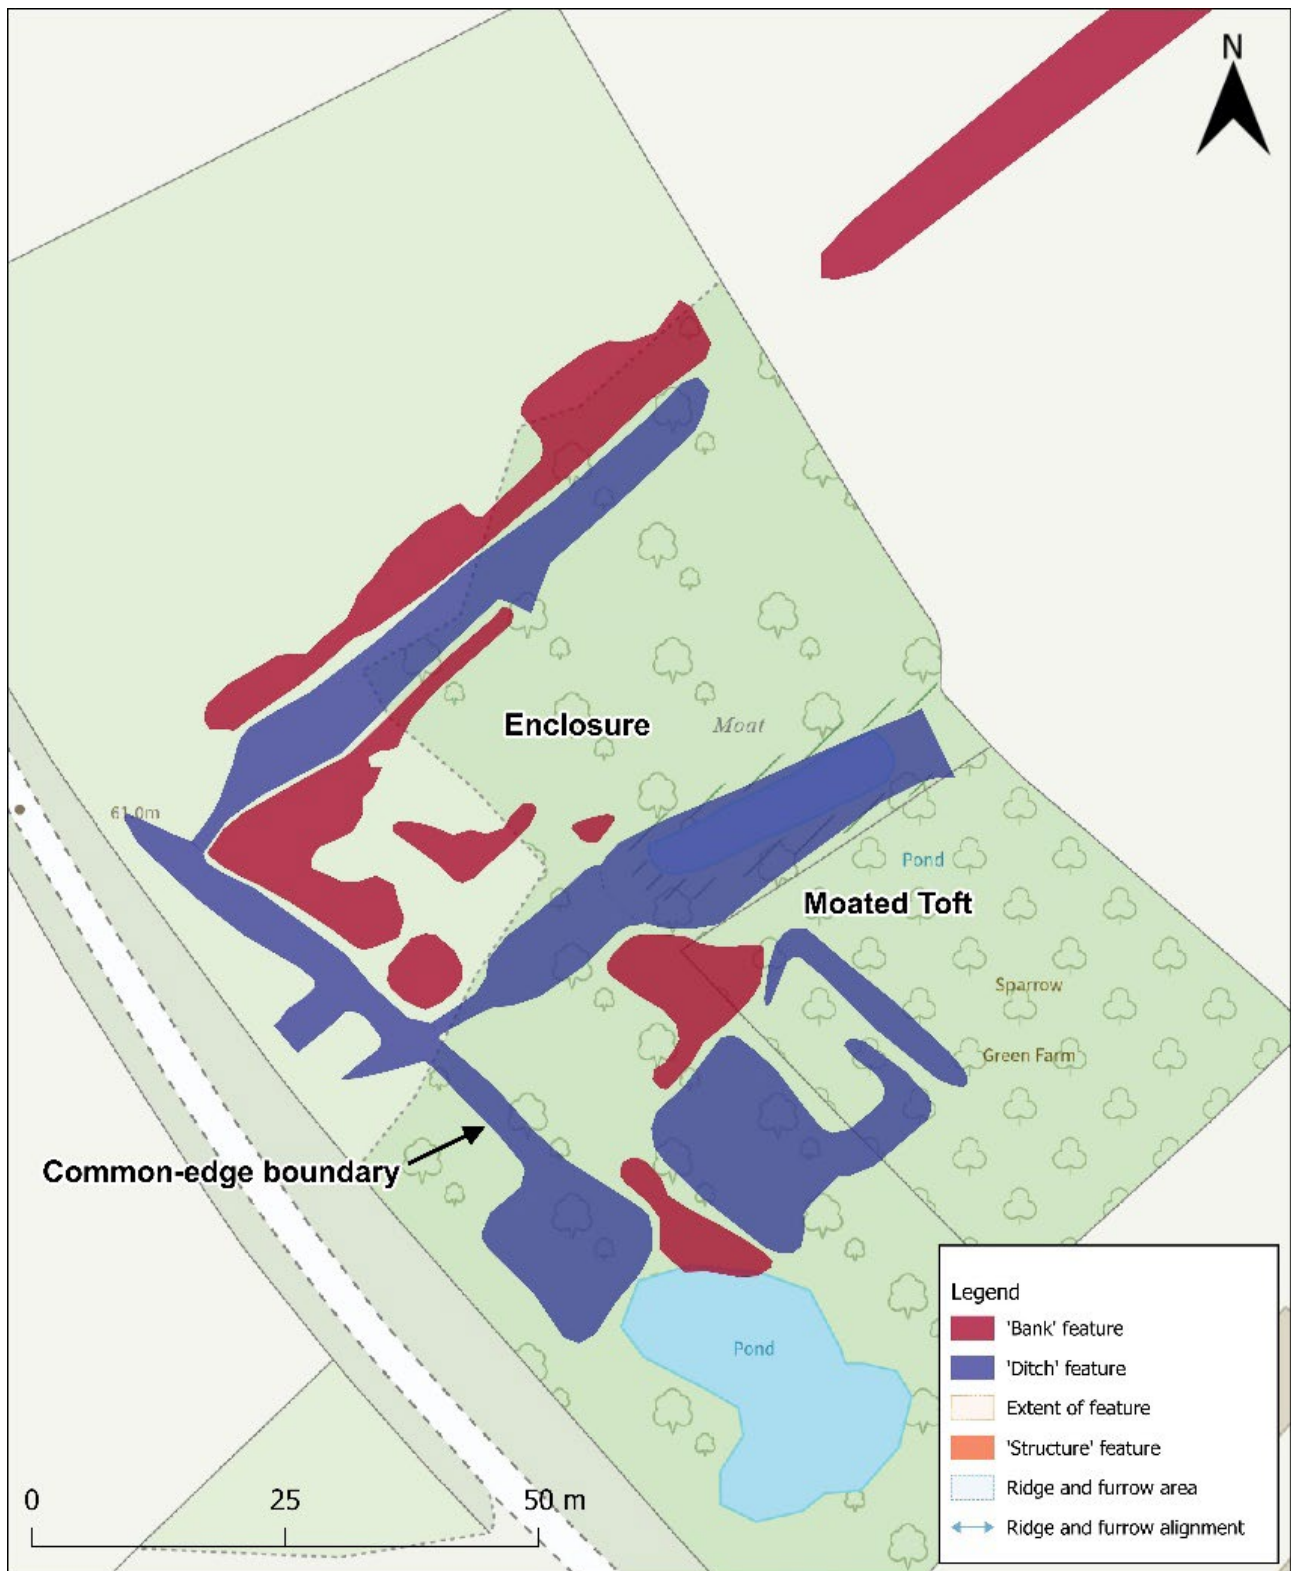 N
Enclosure
Moat
61.0m
Pond
Moated Toft
Sparrow
Green Farm
Common-edge boundary
Pond
Legend
'Bank' feature
'Ditch' feature
Extent of feature
'Structure' feature
Ridge and furrow area
Ridge and furrow alignment
0 25 50 m